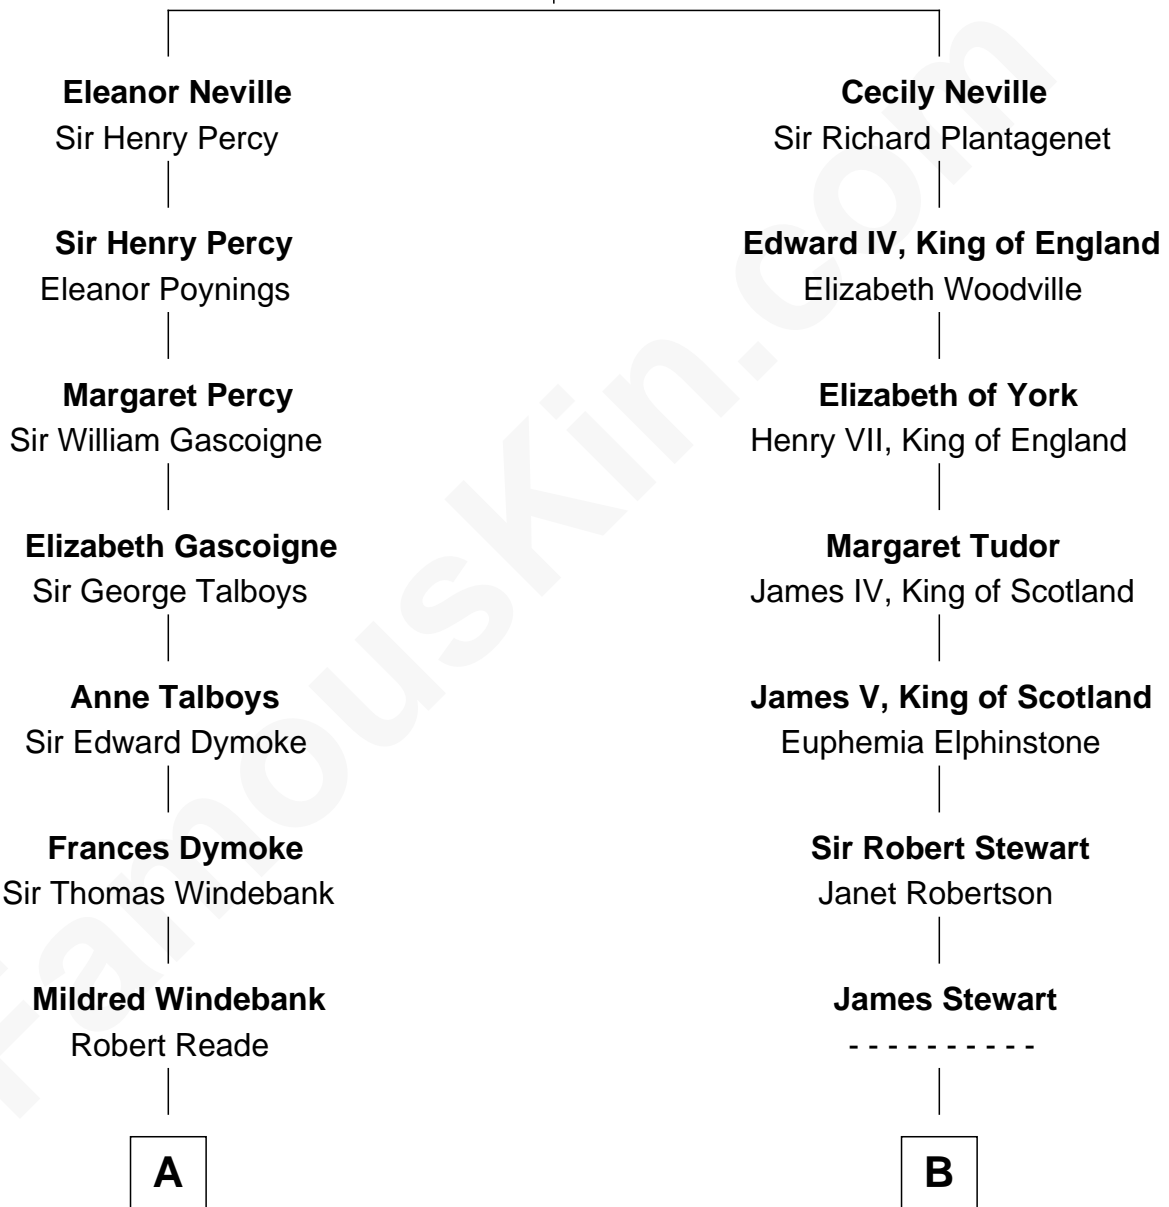 Eleanor Neville
Sir Henry Percy
Sir Henry Percy
Eleanor Poynings
Margaret Percy
Sir William Gascoigne
Elizabeth Gascoigne
Sir George Talboys
Anne Talboys
Sir Edward Dymoke
Frances Dymoke
Sir Thomas Windebank
Mildred Windebank
Robert Reade
A
Cecily Neville
Sir Richard Plantagenet
Edward IV, King of England
Elizabeth Woodville
Elizabeth of York
Henry VII, King of England
Margaret Tudor
James IV, King of Scotland
James V, King of Scotland
Euphemia Elphinstone
Sir Robert Stewart
Janet Robertson
James Stewart
- - - - - - - - - -
B
FamousKin.com